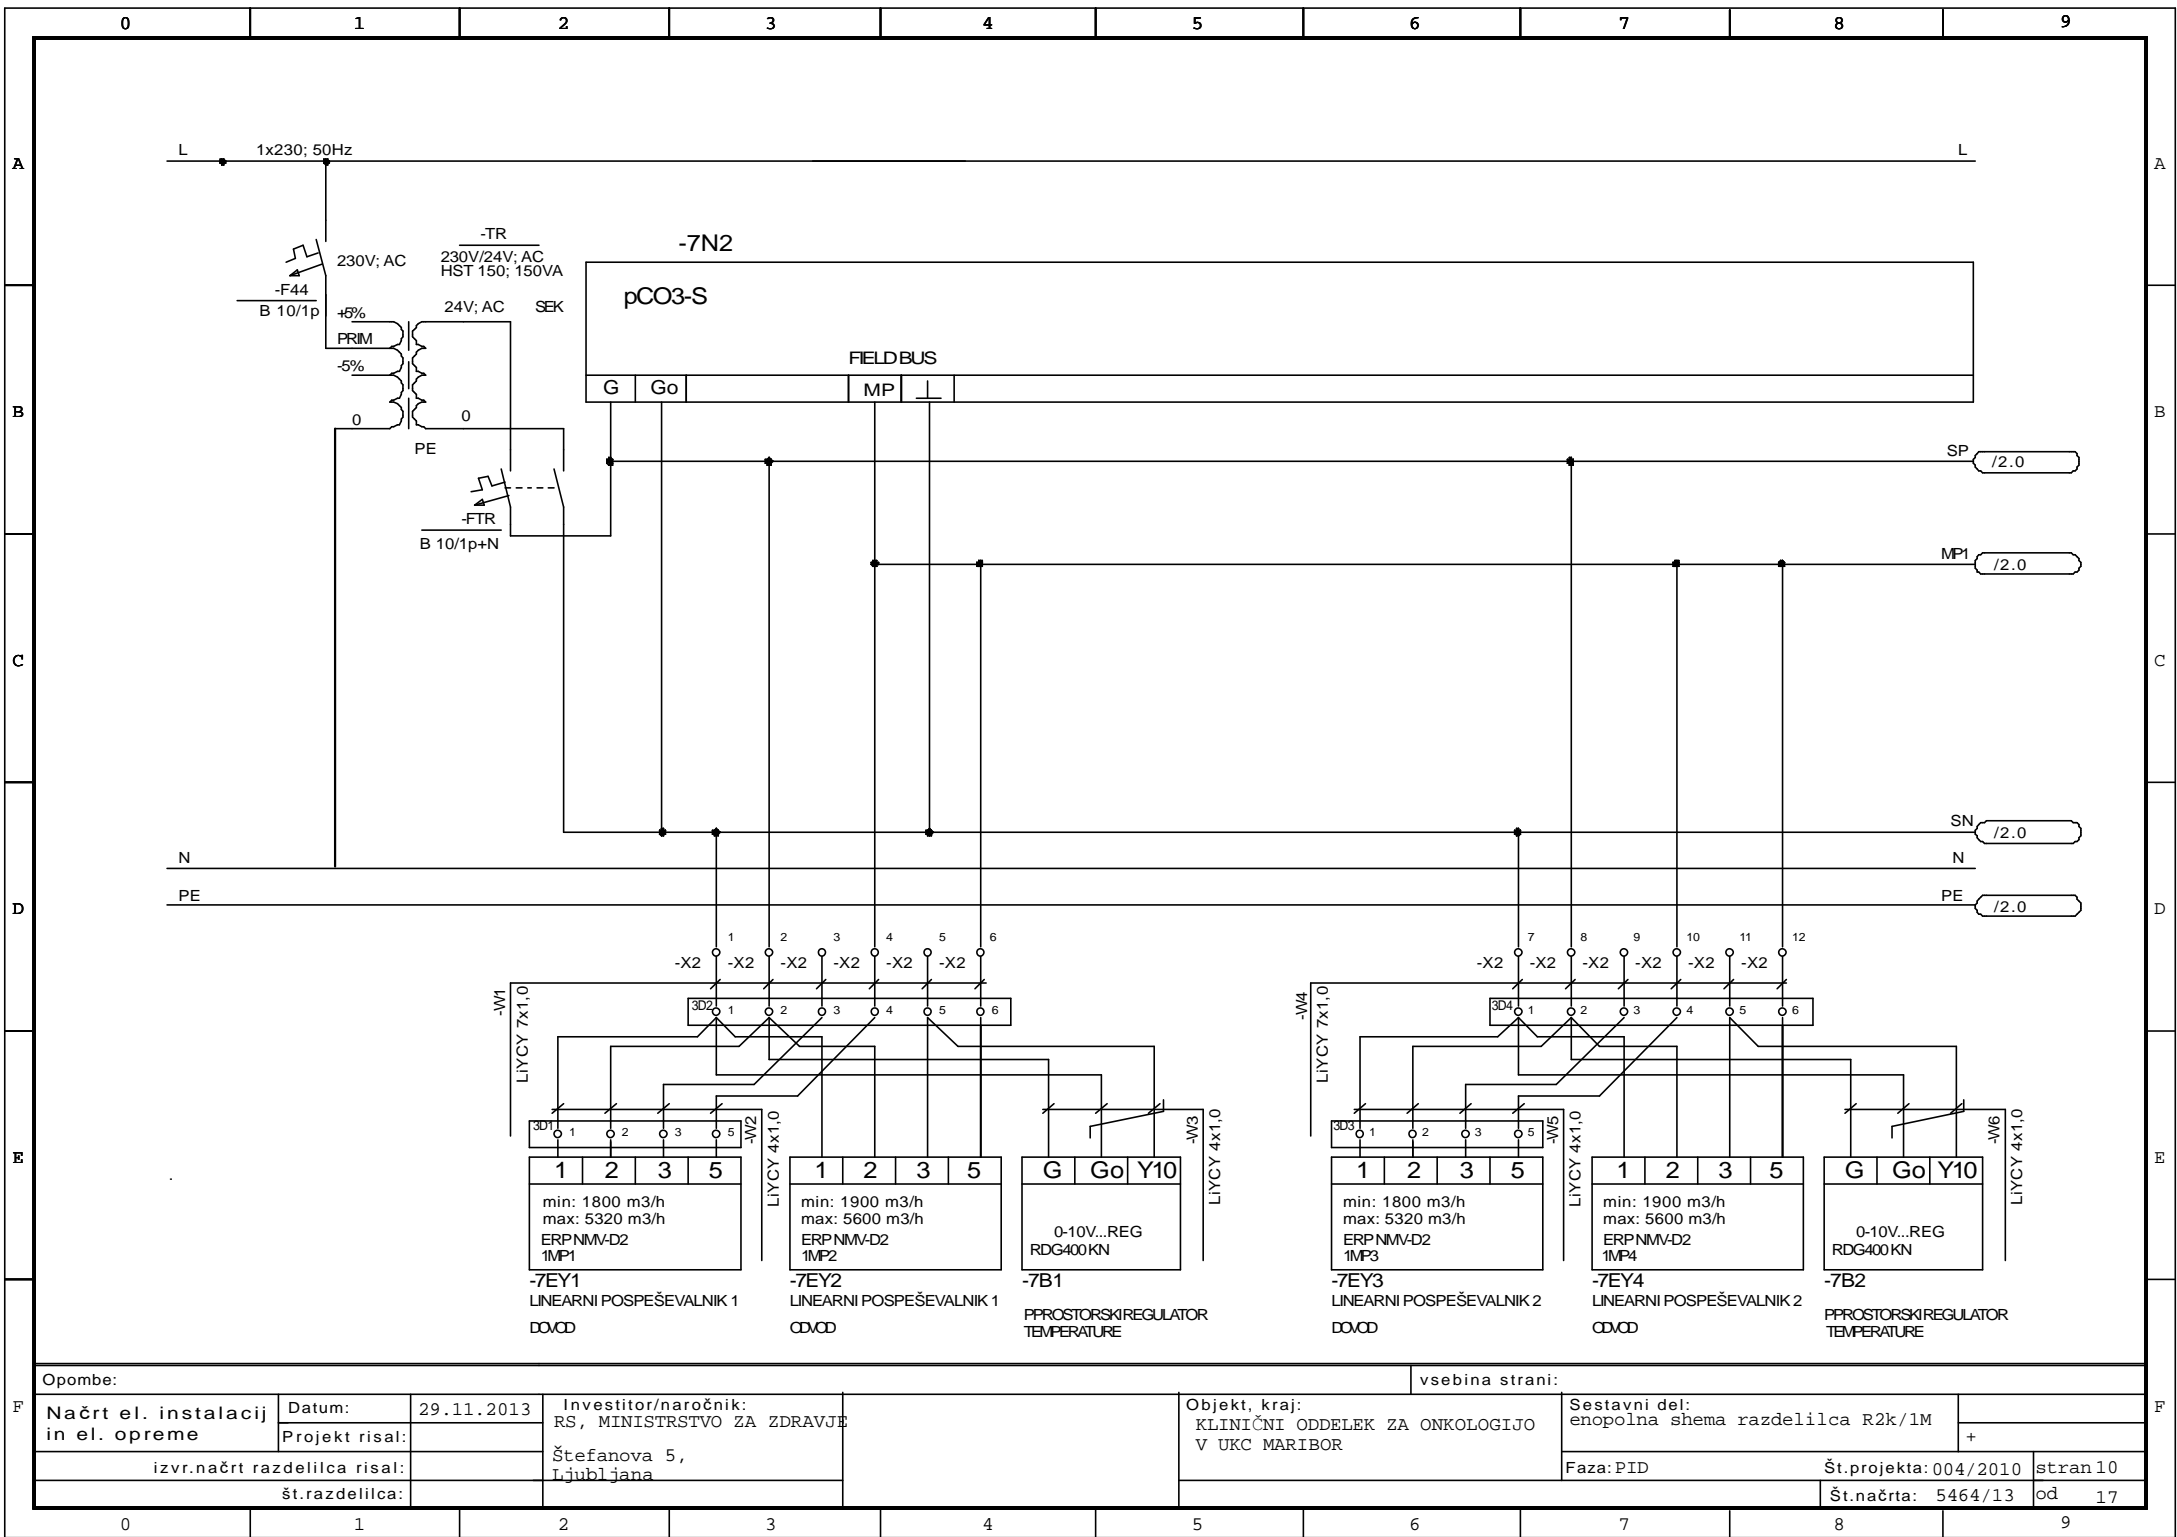 0 1 2 3 4 5 6 7 8 9
A A
L 1x230; 50Hz L
-7N2
-TR
230V; AC 230V/24V; AC
HST 150; 150VA
-F44
B 10/1p
24V; AC SEK
pCO3-S
+5%
PRIM
-5%
FIELD BUS
G Go MP
B B
0 0
PE
SP /2.0
-FTR
B 10/1p+N
MP1 /2.0
C C
SN /2.0
N N
PE PE /2.0
D D
1 2 3 4 5 6 7 8 9 10 11 12
-X2 -X2 -X2 -X2 -X2 -X2 -X2 -X2 -X2 -X2 -X2 -X2
-W1 LiYCY 7x1,0
3D2 1 2 3 4 5 6
-W4 LiYCY 7x1,0
3D4 1 2 3 4 5 6
3D1 1 2 3 5
-W2 LiYCY 4x1,0
-W3 LiYCY 4x1,0
3D3 1 2 3 5
-W5 LiYCY 4x1,0
-W6 LiYCY 4x1,0
E E
1 2 3 5
min: 1800 m3/h
max: 5320 m3/h
ERP NMV-D2
1MP1
-7EY1
LINEARNI POSPEŠEVALNIK 1
DOVOD
1 2 3 5
min: 1900 m3/h
max: 5600 m3/h
ERP NMV-D2
1MP2
-7EY2
LINEARNI POSPEŠEVALNIK 1
ODVOD
G Go Y10
0-10V...REG
RDG400 KN
-7B1
PPROSTORSKI REGULATOR
TEMPERATURE
1 2 3 5
min: 1800 m3/h
max: 5320 m3/h
ERP NMV-D2
1MP3
-7EY3
LINEARNI POSPEŠEVALNIK 2
DOVOD
1 2 3 5
min: 1900 m3/h
max: 5600 m3/h
ERP NMV-D2
1MP4
-7EY4
LINEARNI POSPEŠEVALNIK 2
ODVOD
G Go Y10
0-10V...REG
RDG400 KN
-7B2
PPROSTORSKI REGULATOR
TEMPERATURE
F F
Opombe: vsebina strani:
Načrt el. instalacij
in el. opreme
Datum: 29.11.2013
Projekt risal:
izvr.načrt razdelilca risal:
št.razdelilca:
Investitor/naročnik:
RS, MINISTRSTVO ZA ZDRAVJE
Štefanova 5,
Ljubljana
Objekt, kraj:
KLINIČNI ODDELEK ZA ONKOLOGIJO
V UKC MARIBOR
Sestavni del:
enopolna shema razdelilca R2k/1M
+
Faza: PID Št.projekta: 004/2010 stran 10
Št.načrta: 5464/13 od 17
0 1 2 3 4 5 6 7 8 9